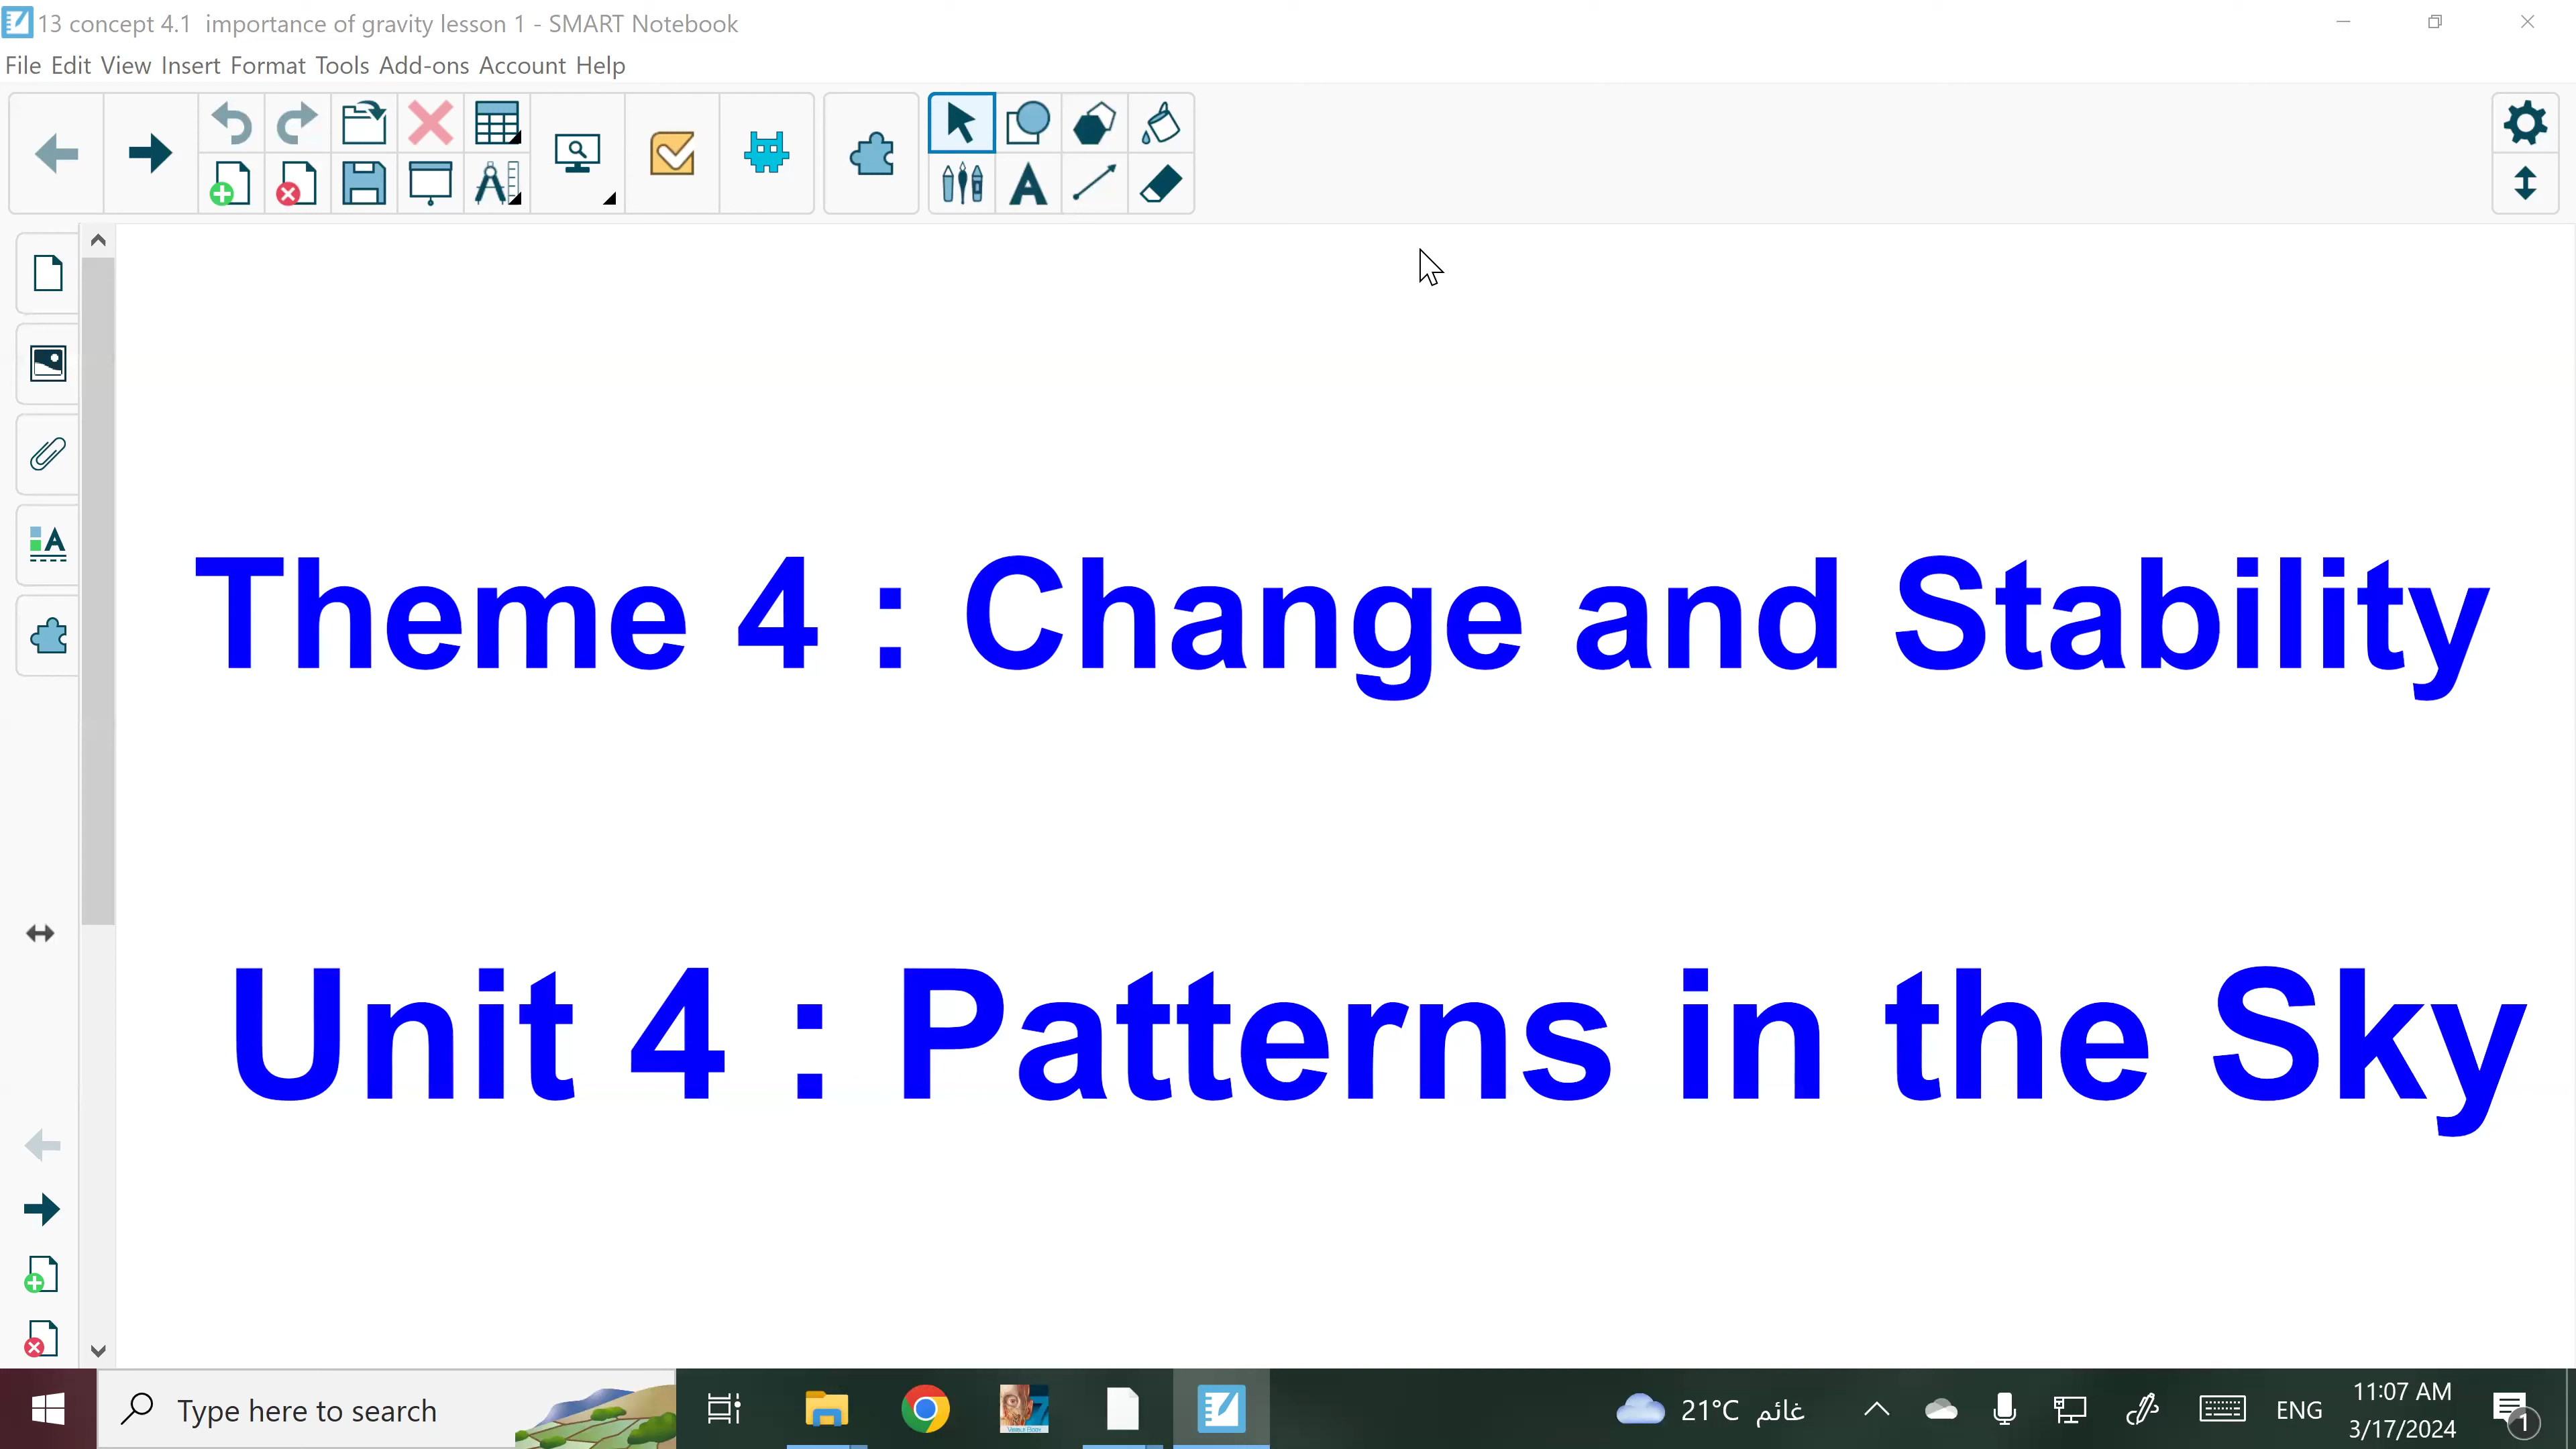 13 concept 4.1 importance of gravity lesson 1 - SMART Notebook
File Edit View Insert Format Tools Add-ons Account Help
Theme 4 : Change and Stability
Unit 4 : Patterns in the Sky
Type here to search
21°C غائم
ENG
11:07 AM
3/17/2024
1